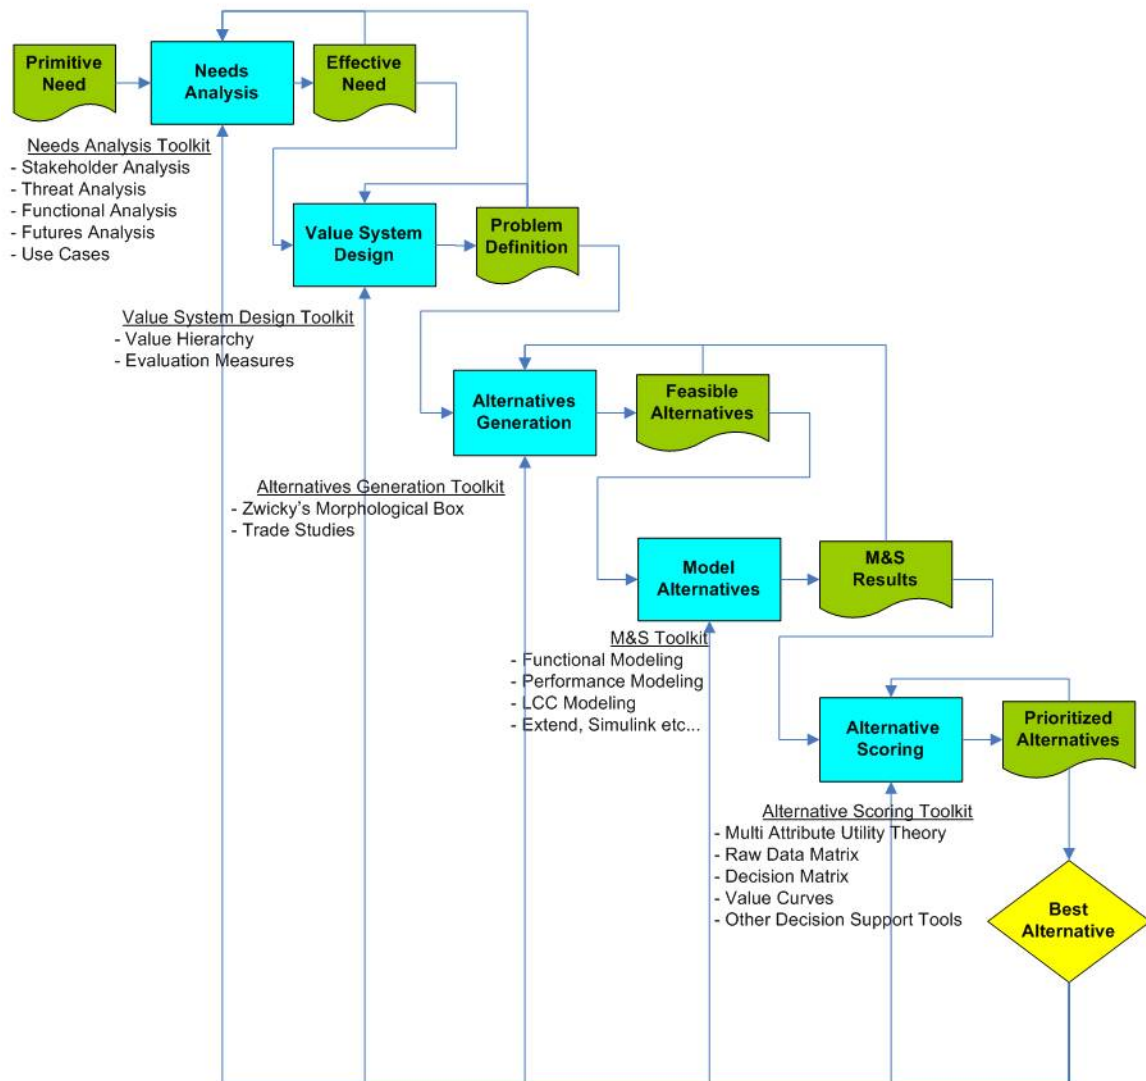 Primitive
Need
Needs
Analysis
Effective
Need
Needs Analysis Toolkit
- Stakeholder Analysis
- Threat Analysis
- Functional Analysis
- Futures Analysis
- Use Cases
Value System
Design
Problem
Definition
Value System Design Toolkit
- Value Hierarchy
- Evaluation Measures
Alternatives
Generation
Feasible
Alternatives
Alternatives Generation Toolkit
- Zwicky's Morphological Box
- Trade Studies
Model
Alternatives
M&S
Results
M&S Toolkit
- Functional Modeling
- Performance Modeling
- LCC Modeling
- Extend, Simulink etc...
Alternative
Scoring
Prioritized
Alternatives
Alternative Scoring Toolkit
- Multi Attribute Utility Theory
- Raw Data Matrix
- Decision Matrix
- Value Curves
- Other Decision Support Tools
Best
Alternative